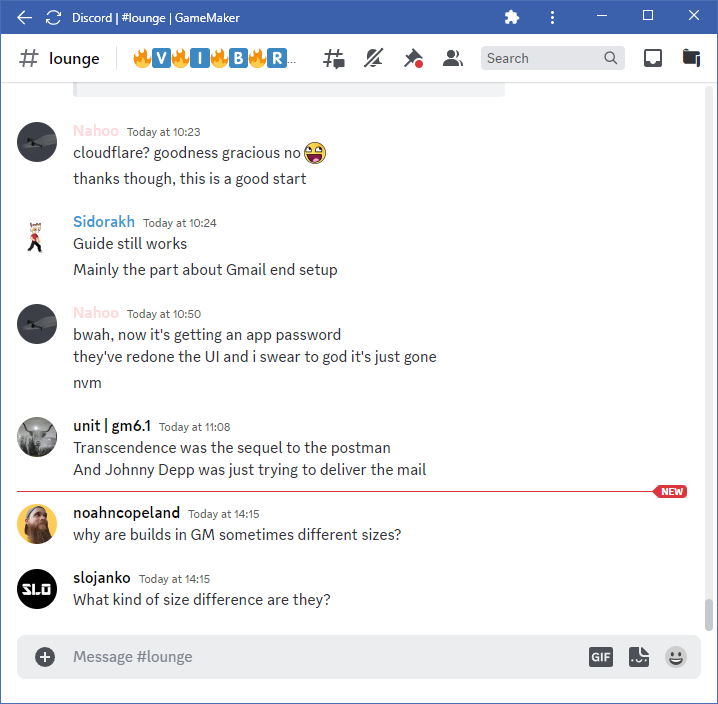 Discord | #lounge | GameMaker
# lounge
🔥🇻🔥🇮🔥🇧🔥🇷...
Search
Nahoo Today at 10:23
cloudflare? goodness gracious no
thanks though, this is a good start
Sidorakh Today at 10:24
Guide still works
Mainly the part about Gmail end setup
Nahoo Today at 10:50
bwah, now it's getting an app password
they've redone the UI and i swear to god it's just gone
nvm
unit | gm6.1 Today at 11:08
Transcendence was the sequel to the postman
And Johnny Depp was just trying to deliver the mail
NEW
noahncopeland Today at 14:15
why are builds in GM sometimes different sizes?
SLO
slojanko Today at 14:15
What kind of size difference are they?
Message #lounge
GIF